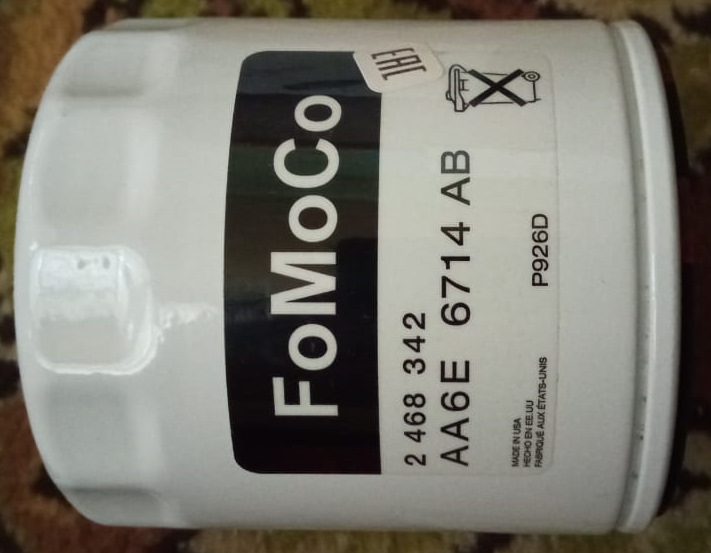 FoMoCo
2 468 342
AA6E 6714 AB
P926D
MADE IN USA
HECHO EN EE.UU
FABRIQUÉ AUX ÉTATS-UNIS